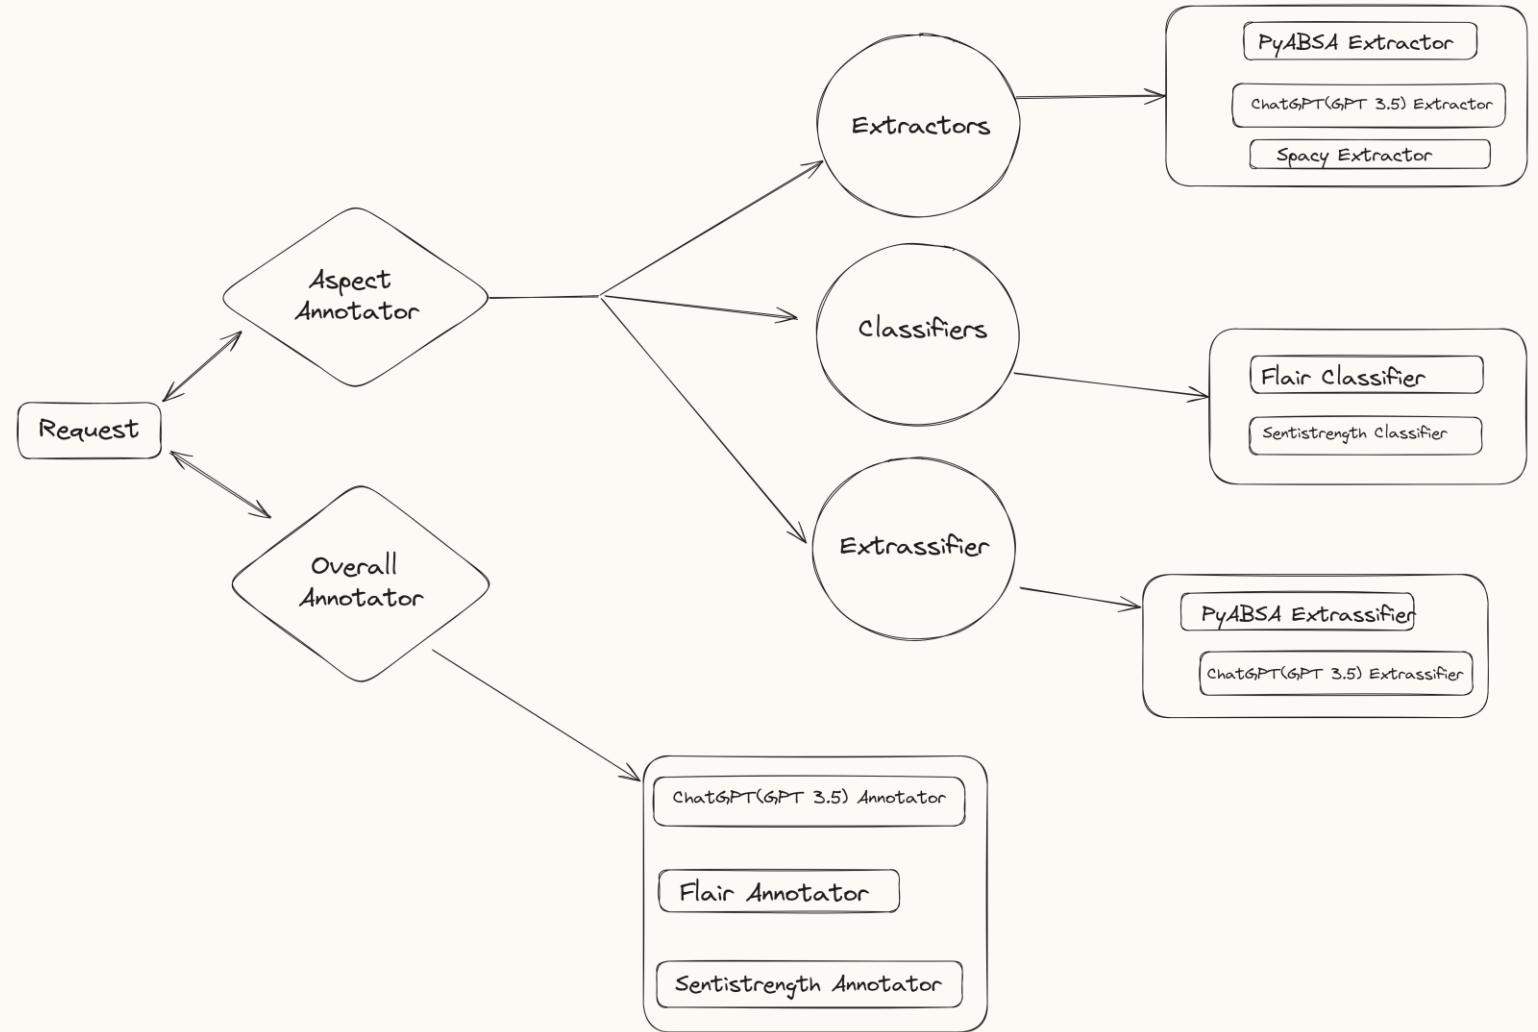 PyABSA Extractor
ChatGPT(GPT 3.5) Extractor
Spacy Extractor
Extractors
Aspect
Annotator
Classifiers
Flair Classifier
Sentistrength Classifier
Request
Extrassifier
Overall
Annotator
PyABSA Extrassifier
ChatGPT(GPT 3.5) Extrassifier
ChatGPT(GPT 3.5) Annotator
Flair Annotator
Sentistrength Annotator